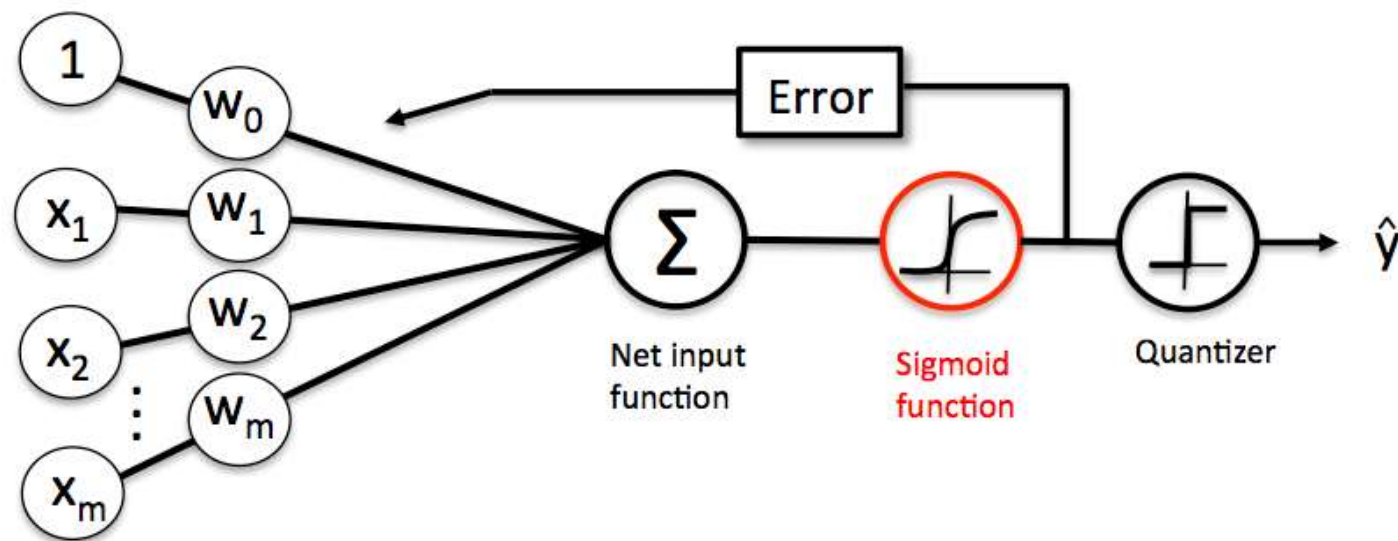 1
w₀
Error
x₁
w₁
Σ
ŷ
x₂
w₂
Net input
function
Sigmoid
function
Quantizer
⋮
wₘ
xₘ